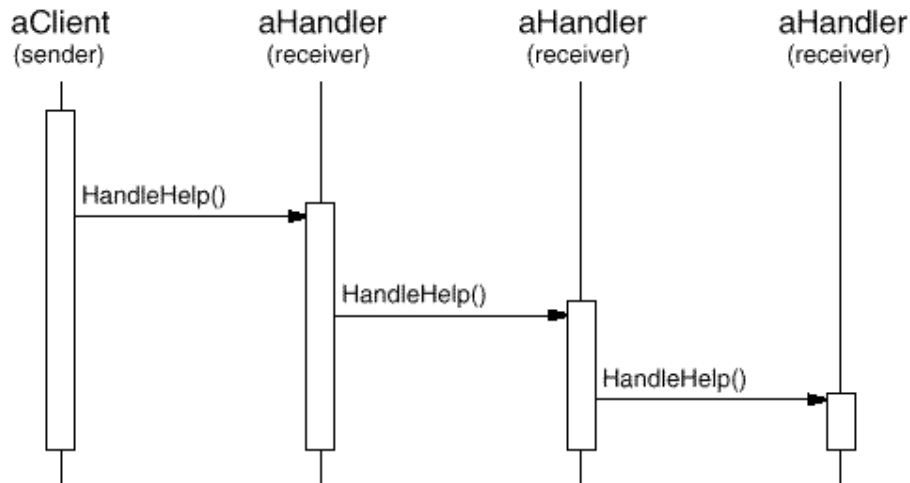 aClient
(sender)
aHandler
(receiver)
aHandler
(receiver)
aHandler
(receiver)
HandleHelp()
HandleHelp()
HandleHelp()